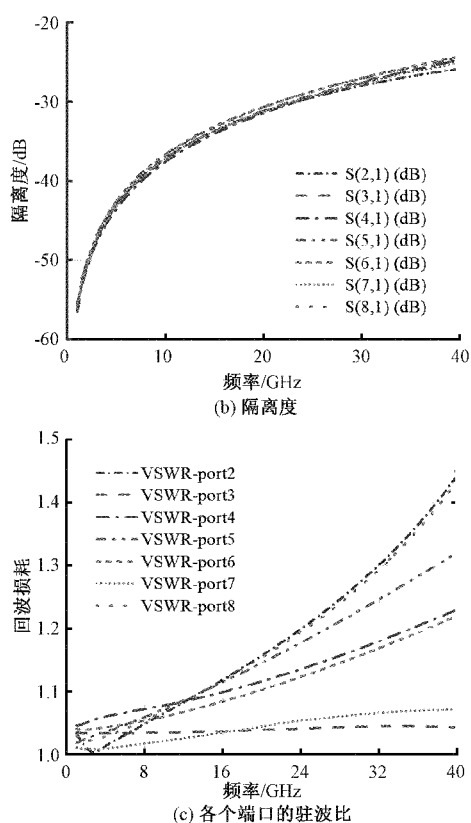 -20
-30
-40
-50
-60
隔离度/dB
S(2,1) (dB)
S(3,1) (dB)
S(4,1) (dB)
S(5,1) (dB)
S(6,1) (dB)
S(7,1) (dB)
S(8,1) (dB)
0 10 20 30 40
频率/GHz
(b) 隔离度
1.5
1.4
1.3
1.2
1.1
1.0
回波损耗
VSWR-port2
VSWR-port3
VSWR-port4
VSWR-port5
VSWR-port6
VSWR-port7
VSWR-port8
0 8 16 24 32 40
频率/GHz
(c) 各个端口的驻波比